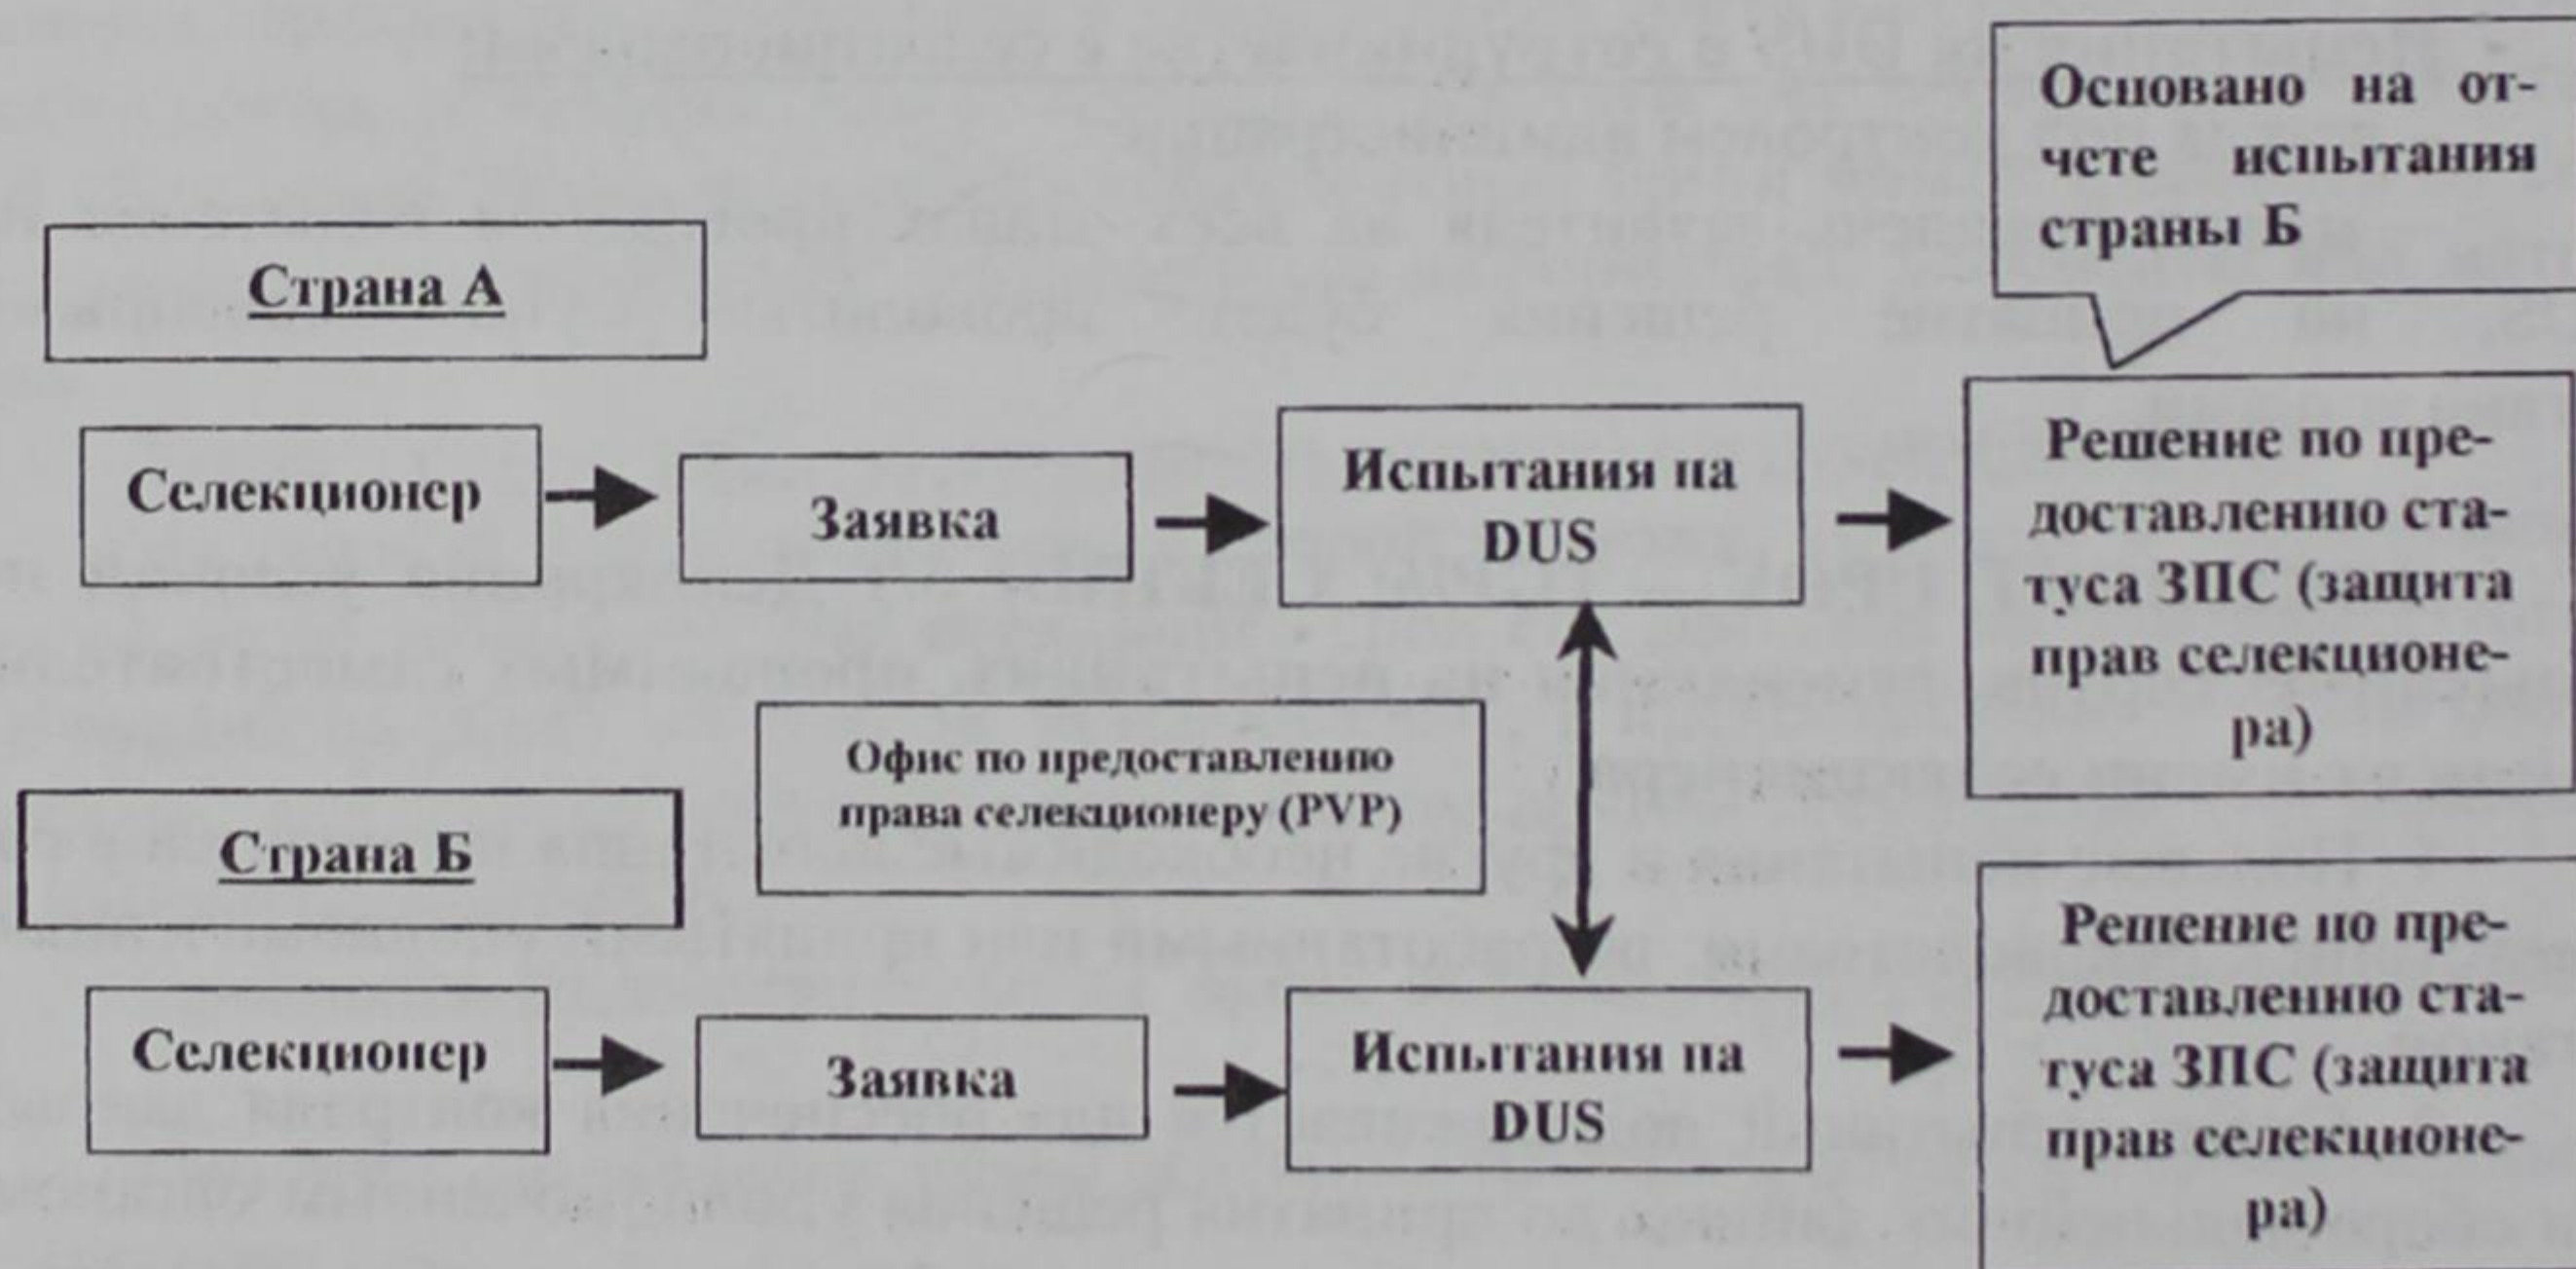 Основано на от-
чете испытания
страны Б
Страна А
Селекционер
Заявка
Испытания на
DUS
Решение по пре-
доставлению ста-
туса ЗПС (защита
прав селекционе-
ра)
Офис по предоставлению
права селекционеру (PVP)
Страна Б
Селекционер
Заявка
Испытания на
DUS
Решение по пре-
доставлению ста-
туса ЗПС (защита
прав селекционе-
ра)